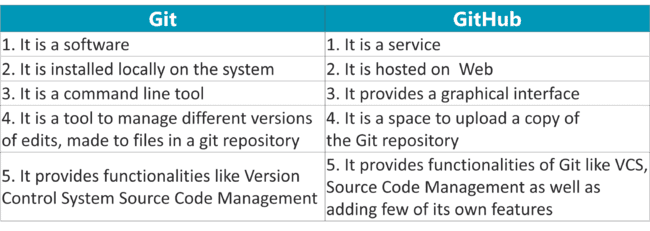 Git
GitHub
1. It is a software
1. It is a service
2. It is installed locally on the system
2. It is hosted on Web
3. It is a command line tool
3. It provides a graphical interface
4. It is a tool to manage different versions
of edits, made to files in a git repository
4. It is a space to upload a copy of
the Git repository
5. It provides functionalities like Version
Control System Source Code Management
5. It provides functionalities of Git like VCS,
Source Code Management as well as
adding few of its own features